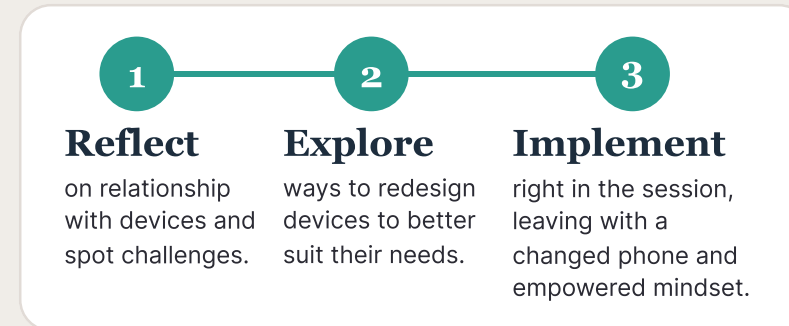 1
Reflect
on relationship
with devices and
spot challenges.
2
Explore
ways to redesign
devices to better
suit their needs.
3
Implement
right in the session,
leaving with a
changed phone and
empowered mindset.